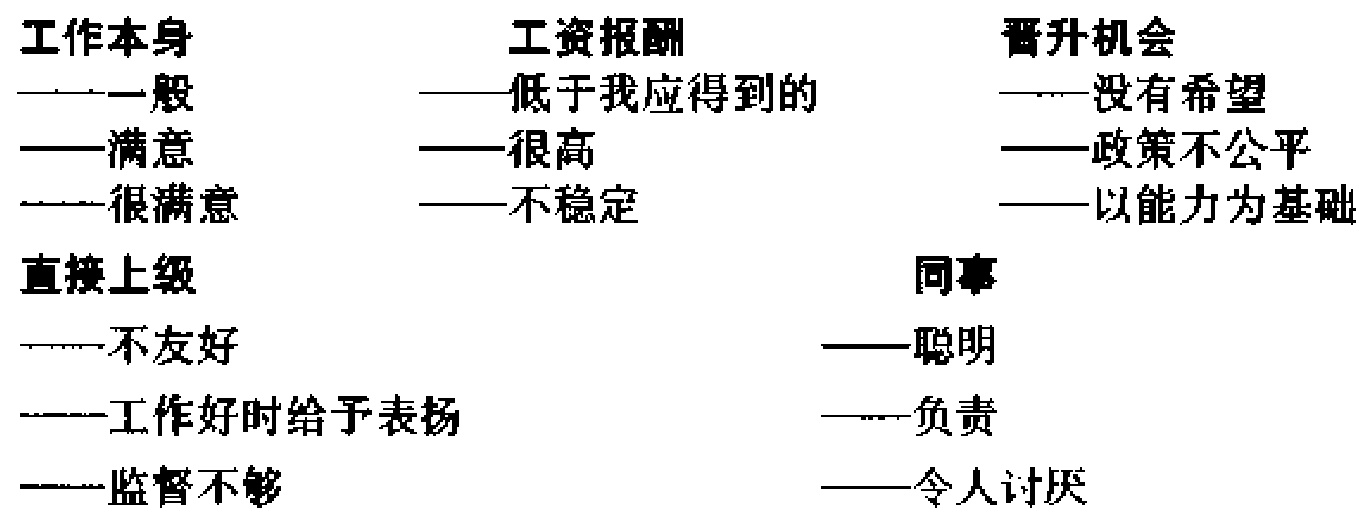 工作本身 工资报酬 晋升机会
——一般 ——低于我应得到的 ——没有希望
——满意 ——很高 ——政策不公平
——很满意 ——不稳定 ——以能力为基础
直接上级 同事
——不友好 ——聪明
——工作好时给予表扬 ——负责
——监督不够 ——令人讨厌